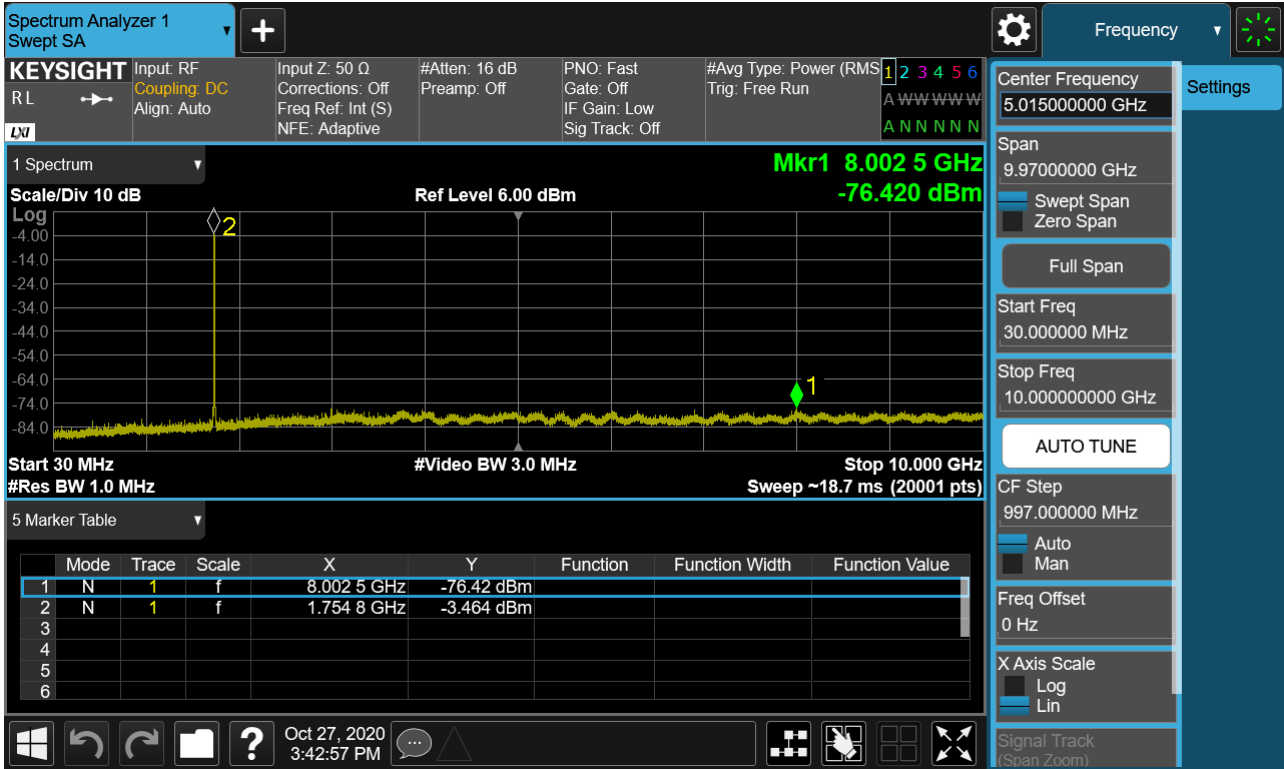 Spectrum Analyzer 1
Swept SA
Frequency
KEYSIGHT
R L
LXI
Input: RF
Coupling: DC
Align: Auto
Input Z: 50 Ω
Corrections: Off
Freq Ref: Int (S)
NFE: Adaptive
#Atten: 16 dB
Preamp: Off
PNO: Fast
Gate: Off
IF Gain: Low
Sig Track: Off
#Avg Type: Power (RMS
Trig: Free Run
1 2 3 4 5 6
A W W W W W
A N N N N N
1 Spectrum
Mkr1 8.002 5 GHz
Scale/Div 10 dB
Ref Level 6.00 dBm
-76.420 dBm
Log
2
-4.00
-14.0
-24.0
-34.0
-44.0
-54.0
-64.0
1
-74.0
-84.0
Start 30 MHz
#Video BW 3.0 MHz
Stop 10.000 GHz
#Res BW 1.0 MHz
Sweep ~18.7 ms (20001 pts)
5 Marker Table
Mode Trace Scale X Y Function Function Width Function Value
1 N 1 f 8.002 5 GHz -76.42 dBm
2 N 1 f 1.754 8 GHz -3.464 dBm
3
4
5
6
?
Oct 27, 2020
3:42:57 PM
Center Frequency
5.015000000 GHz
Settings
Span
9.97000000 GHz
Swept Span
Zero Span
Full Span
Start Freq
30.000000 MHz
Stop Freq
10.000000000 GHz
AUTO TUNE
CF Step
997.000000 MHz
Auto
Man
Freq Offset
0 Hz
X Axis Scale
Log
Lin
Signal Track
(Span Zoom)